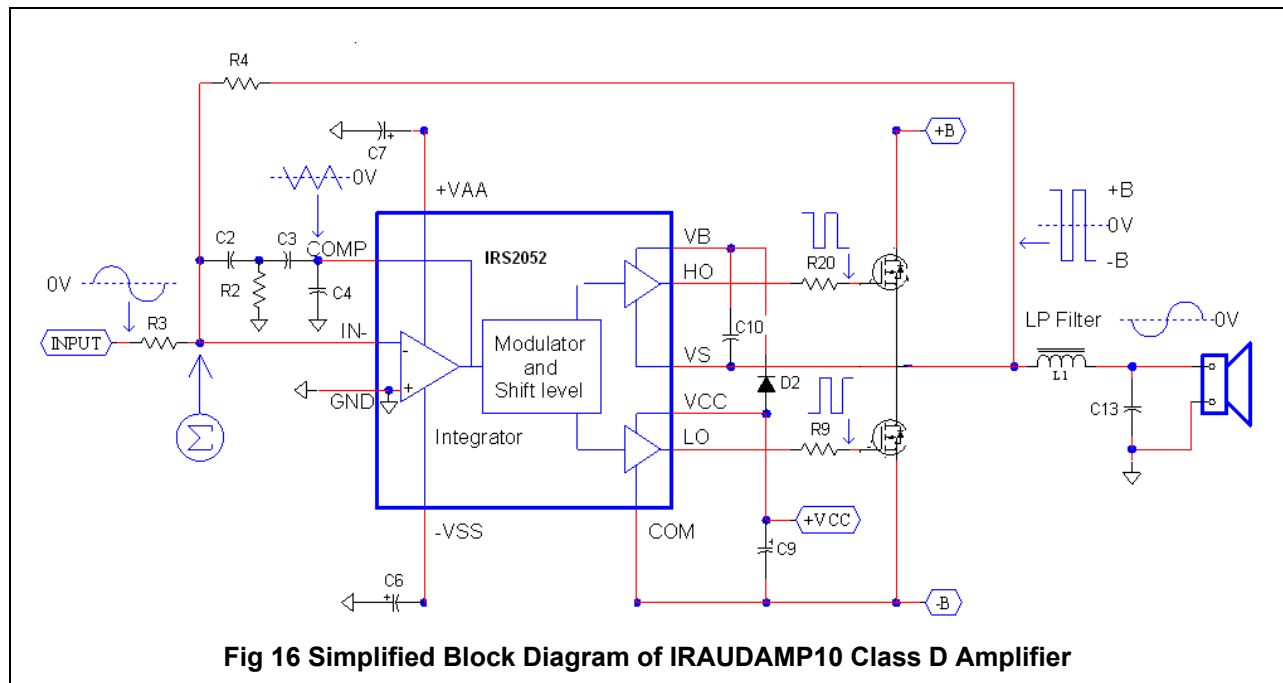 R4
+B
C7
0V
+VAA
+B
0V
-B
C2
C3
COMP
IRS2052
VB
HO
R20
0V
R2
C4
LP Filter
0V
R3
IN-
C10
INPUT
Modulator
and
Shift level
VS
L1
-
+
D2
GND
VCC
C13
Σ
Integrator
LO
R9
-VSS
COM
+VCC
C9
C6
+
-B
Fig 16 Simplified Block Diagram of IRAUDAMP10 Class D Amplifier